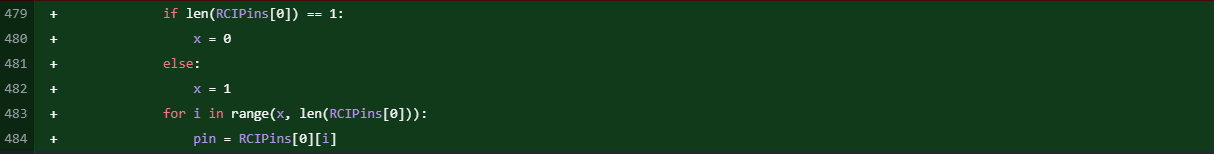 479 + if len(RCIPins[0]) == 1:
480 + x = 0
481 + else:
482 + x = 1
483 + for i in range(x, len(RCIPins[0])):
484 + pin = RCIPins[0][i]